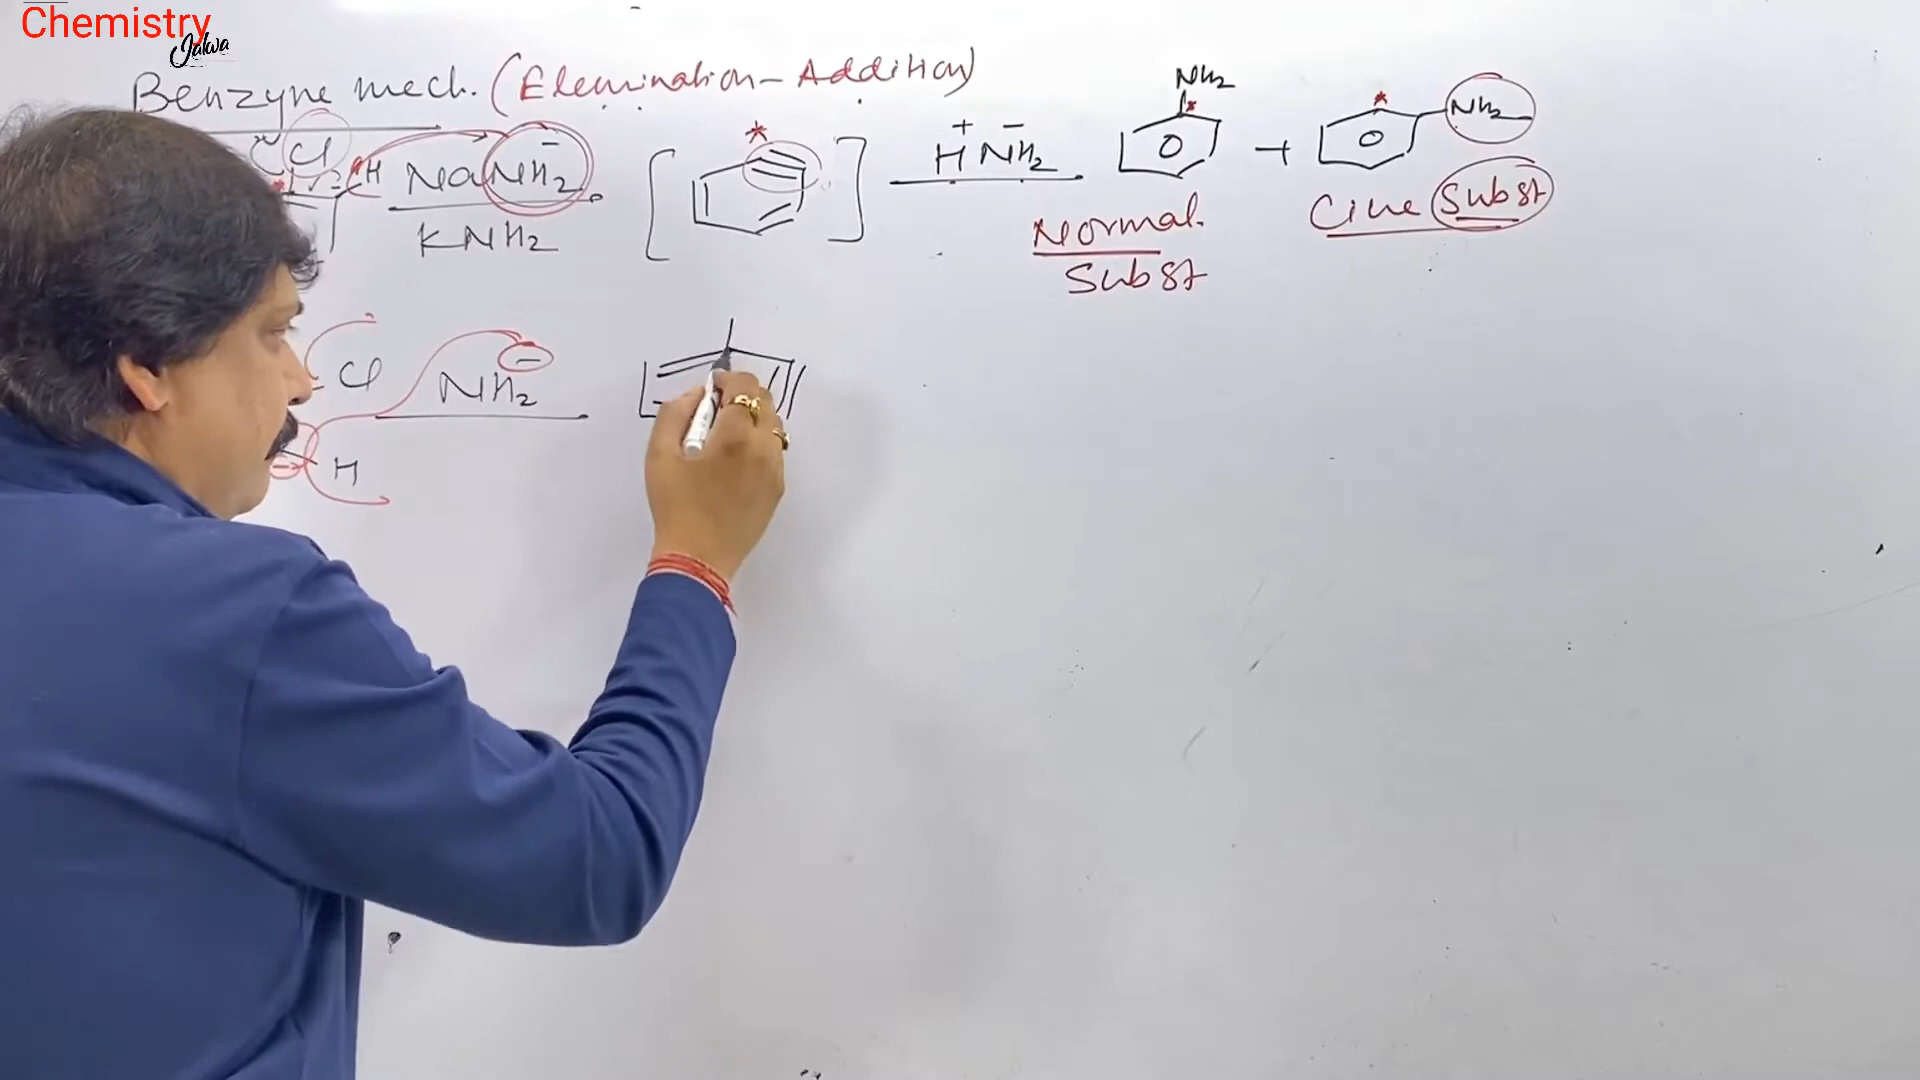 Chemistry
Jalwa
Benzyne mech. (Elemination - Addition)
Cl H NaNH2⁻ KNH2 * H⁺ NH2⁻ NH2 * + * NH2
Normal Subst
Cine Subst
Cl NH2 −
− H